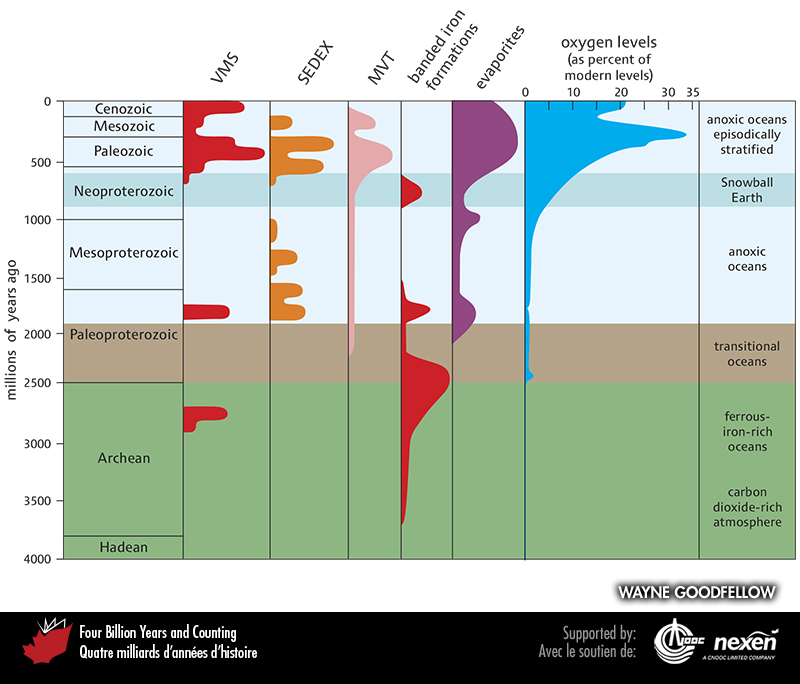 VMS
SEDEX
MVT
banded iron
formations
evaporites
oxygen levels
(as percent of
modern levels)
0 10 20 30 35
millions of years ago
0
500
1000
1500
2000
2500
3000
3500
4000
Cenozoic
Mesozoic
Paleozoic
Neoproterozoic
Mesoproterozoic
Paleoproterozoic
Archean
Hadean
anoxic oceans
episodically
stratified
Snowball
Earth
anoxic
oceans
transitional
oceans
ferrous-
iron-rich
oceans
carbon
dioxide-rich
atmosphere
WAYNE GOODFELLOW
Four Billion Years and Counting
Quatre milliards d'années d'histoire
Supported by:
Avec le soutien de:
CNOOC
nexen
A CNOOC LIMITED COMPANY